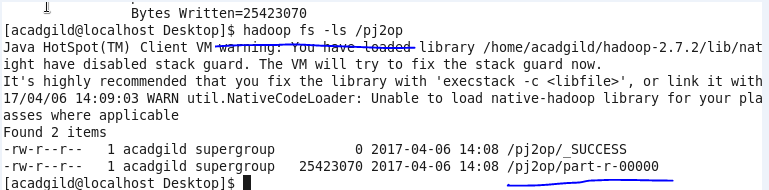 Bytes Written=25423070
[acadgild@localhost Desktop]$ hadoop fs -ls /pj2op
Java HotSpot(TM) Client VM warning: You have loaded library /home/acadgild/hadoop-2.7.2/lib/nat
ight have disabled stack guard. The VM will try to fix the stack guard now.
It's highly recommended that you fix the library with 'execstack -c <libfile>', or link it with
17/04/06 14:09:03 WARN util.NativeCodeLoader: Unable to load native-hadoop library for your pla
asses where applicable
Found 2 items
-rw-r--r--   1 acadgild supergroup          0 2017-04-06 14:08 /pj2op/_SUCCESS
-rw-r--r--   1 acadgild supergroup   25423070 2017-04-06 14:08 /pj2op/part-r-00000
[acadgild@localhost Desktop]$